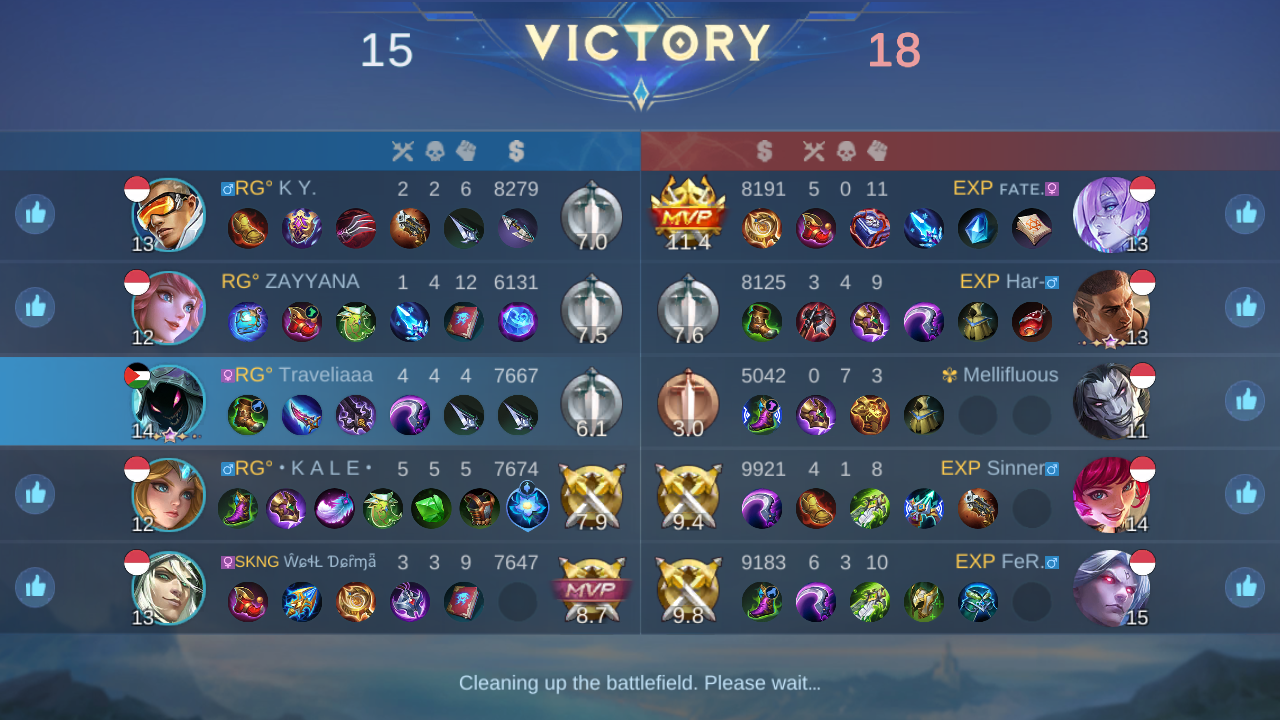 15 VICTORY 18
RG° K Y. 2 2 6 8279
13 7.0
MVP 11.4 8191 5 0 11 EXP FATE.
13
RG° ZAYYANA 1 4 12 6131
12 7.5
7.6 8125 3 4 9 EXP Har-
13
RG° Traveliaaa 4 4 4 7667
14 6.1
3.0 5042 0 7 3 Mellifluous
11
RG° • K A L E • 5 5 5 7674
12 7.9
9.4 9921 4 1 8 EXP Sinner
14
SKNG 3 3 9 7647
13 MVP 8.7
9.8 9183 6 3 10 EXP FeR.
15
Cleaning up the battlefield. Please wait...